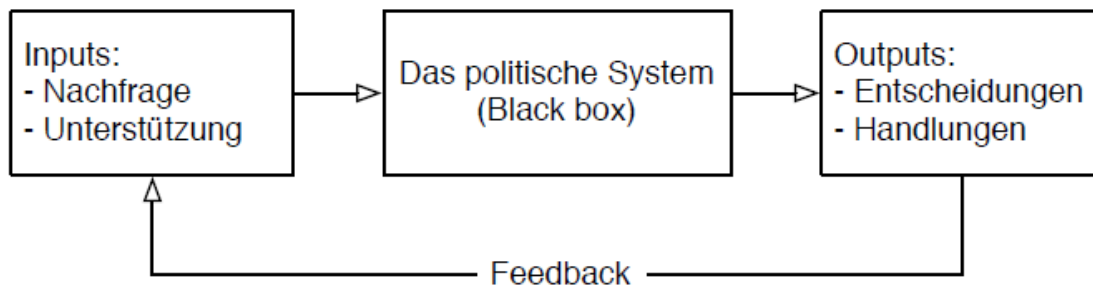 Inputs:
- Nachfrage
- Unterstützung
Das politische System
(Black box)
Outputs:
- Entscheidungen
- Handlungen
Feedback